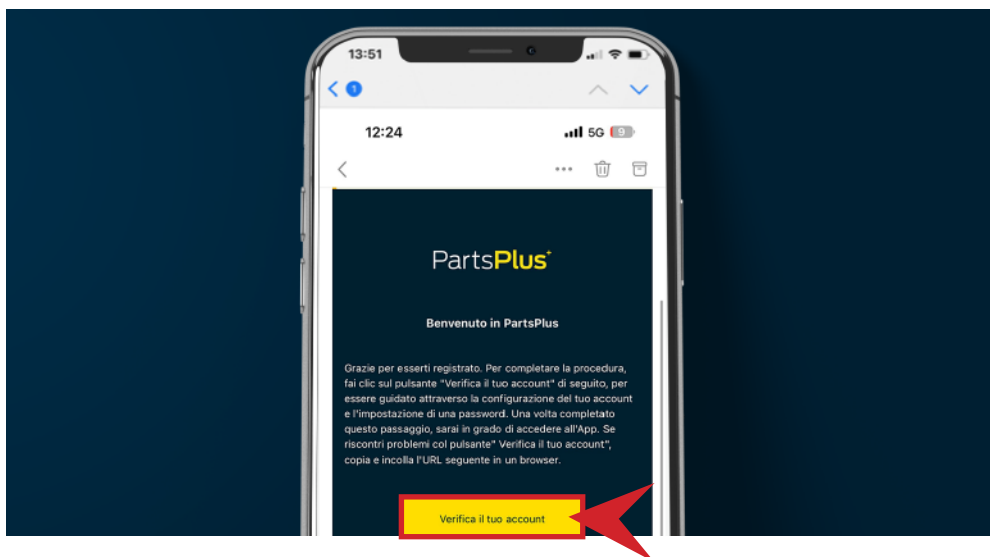 13:51
1
12:24
5G 9
PartsPlus+
Benvenuto in PartsPlus
Grazie per esserti registrato. Per completare la procedura,
fai clic sul pulsante "Verifica il tuo account" di seguito, per
essere guidato attraverso la configurazione del tuo account
e l'impostazione di una password. Una volta completato
questo passaggio, sarai in grado di accedere all'App. Se
riscontri problemi col pulsante" Verifica il tuo account",
copia e incolla l'URL seguente in un browser.
Verifica il tuo account